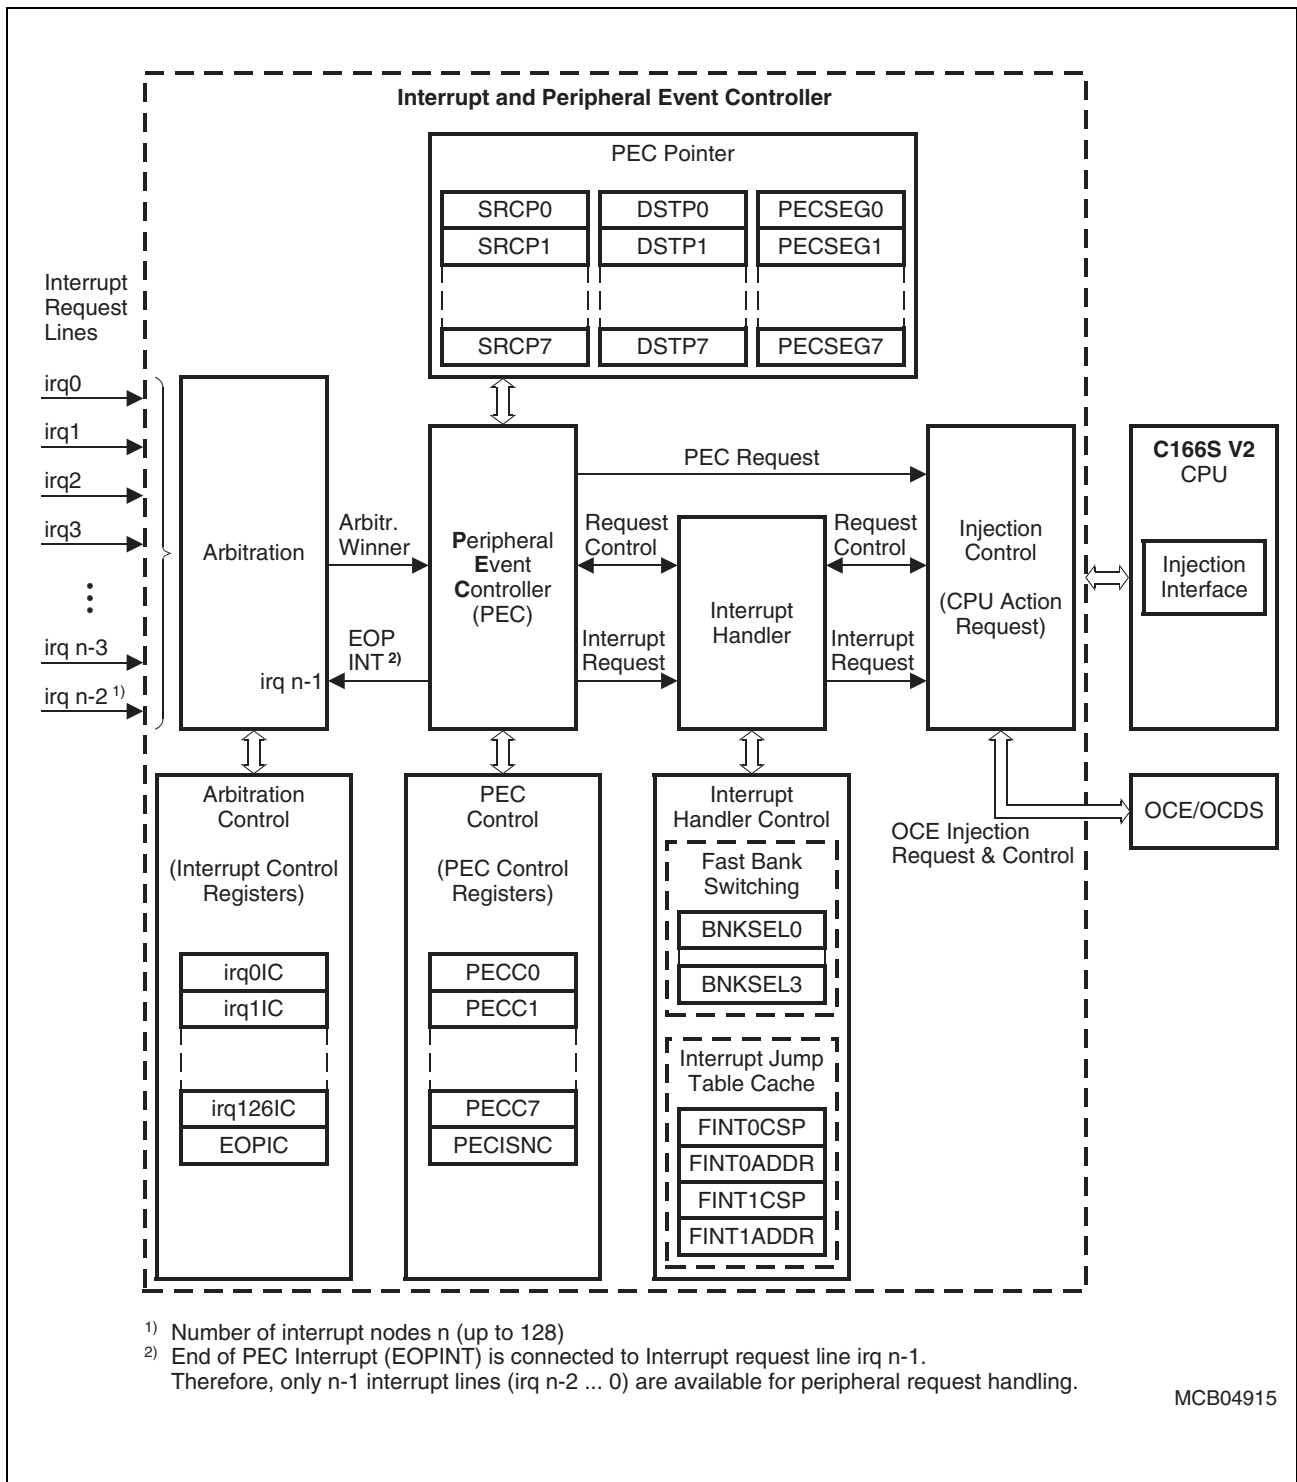 Interrupt and Peripheral Event Controller
PEC Pointer
SRCP0
DSTP0
PECSEG0
SRCP1
DSTP1
PECSEG1
SRCP7
DSTP7
PECSEG7
Interrupt
Request
Lines
irq0
irq1
irq2
irq3
irq n-3
irq n-2 1)
Arbitration
irq n-1
Arbitr.
Winner
EOP
INT 2)
Peripheral
Event
Controller
(PEC)
PEC Request
Request
Control
Interrupt
Request
Interrupt
Handler
Request
Control
Interrupt
Request
Injection
Control
(CPU Action
Request)
C166S V2
CPU
Injection
Interface
OCE/OCDS
OCE Injection
Request & Control
Arbitration
Control
(Interrupt Control
Registers)
irq0IC
irq1IC
irq126IC
EOPIC
PEC
Control
(PEC Control
Registers)
PECC0
PECC1
PECC7
PECISNC
Interrupt
Handler Control
Fast Bank
Switching
BNKSEL0
BNKSEL3
Interrupt Jump
Table Cache
FINT0CSP
FINT0ADDR
FINT1CSP
FINT1ADDR
1) Number of interrupt nodes n (up to 128)
2) End of PEC Interrupt (EOPINT) is connected to Interrupt request line irq n-1.
Therefore, only n-1 interrupt lines (irq n-2 ... 0) are available for peripheral request handling.
MCB04915